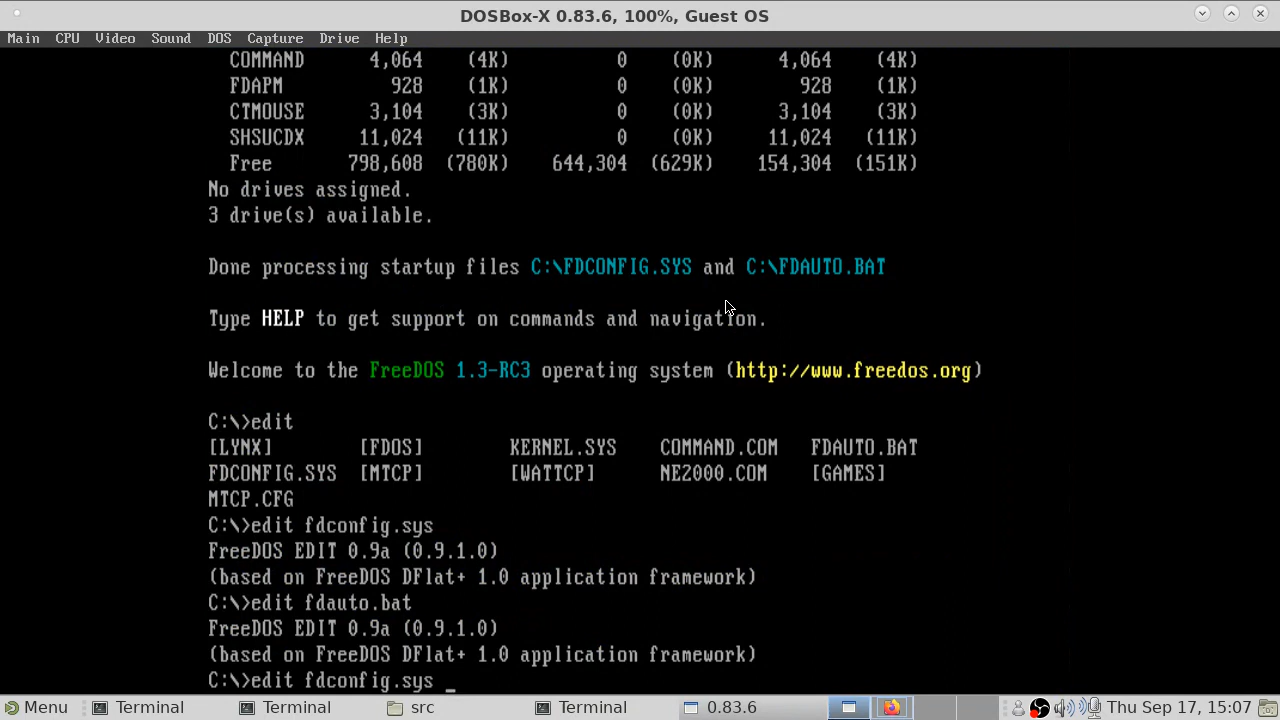 DOSBox-X 0.83.6, 100%, Guest OS
Main CPU Video Sound DOS Capture Drive Help
COMMAND 4,064 (4K) 0 (0K) 4,064 (4K)
FDAPM 928 (1K) 0 (0K) 928 (1K)
CTMOUSE 3,104 (3K) 0 (0K) 3,104 (3K)
SHSUCDX 11,024 (11K) 0 (0K) 11,024 (11K)
Free 798,608 (780K) 644,304 (629K) 154,304 (151K)
No drives assigned.
3 drive(s) available.
Done processing startup files C:\FDCONFIG.SYS and C:\FDAUTO.BAT
Type HELP to get support on commands and navigation.
Welcome to the FreeDOS 1.3-RC3 operating system (http://www.freedos.org)
C:\>edit
[LYNX] [FDOS] KERNEL.SYS COMMAND.COM FDAUTO.BAT
FDCONFIG.SYS [MTCP] [WATTCP] NE2000.COM [GAMES]
MTCP.CFG
C:\>edit fdconfig.sys
FreeDOS EDIT 0.9a (0.9.1.0)
(based on FreeDOS DFlat+ 1.0 application framework)
C:\>edit fdauto.bat
FreeDOS EDIT 0.9a (0.9.1.0)
(based on FreeDOS DFlat+ 1.0 application framework)
C:\>edit fdconfig.sys _
Menu Terminal Terminal src Terminal 0.83.6 Thu Sep 17, 15:07